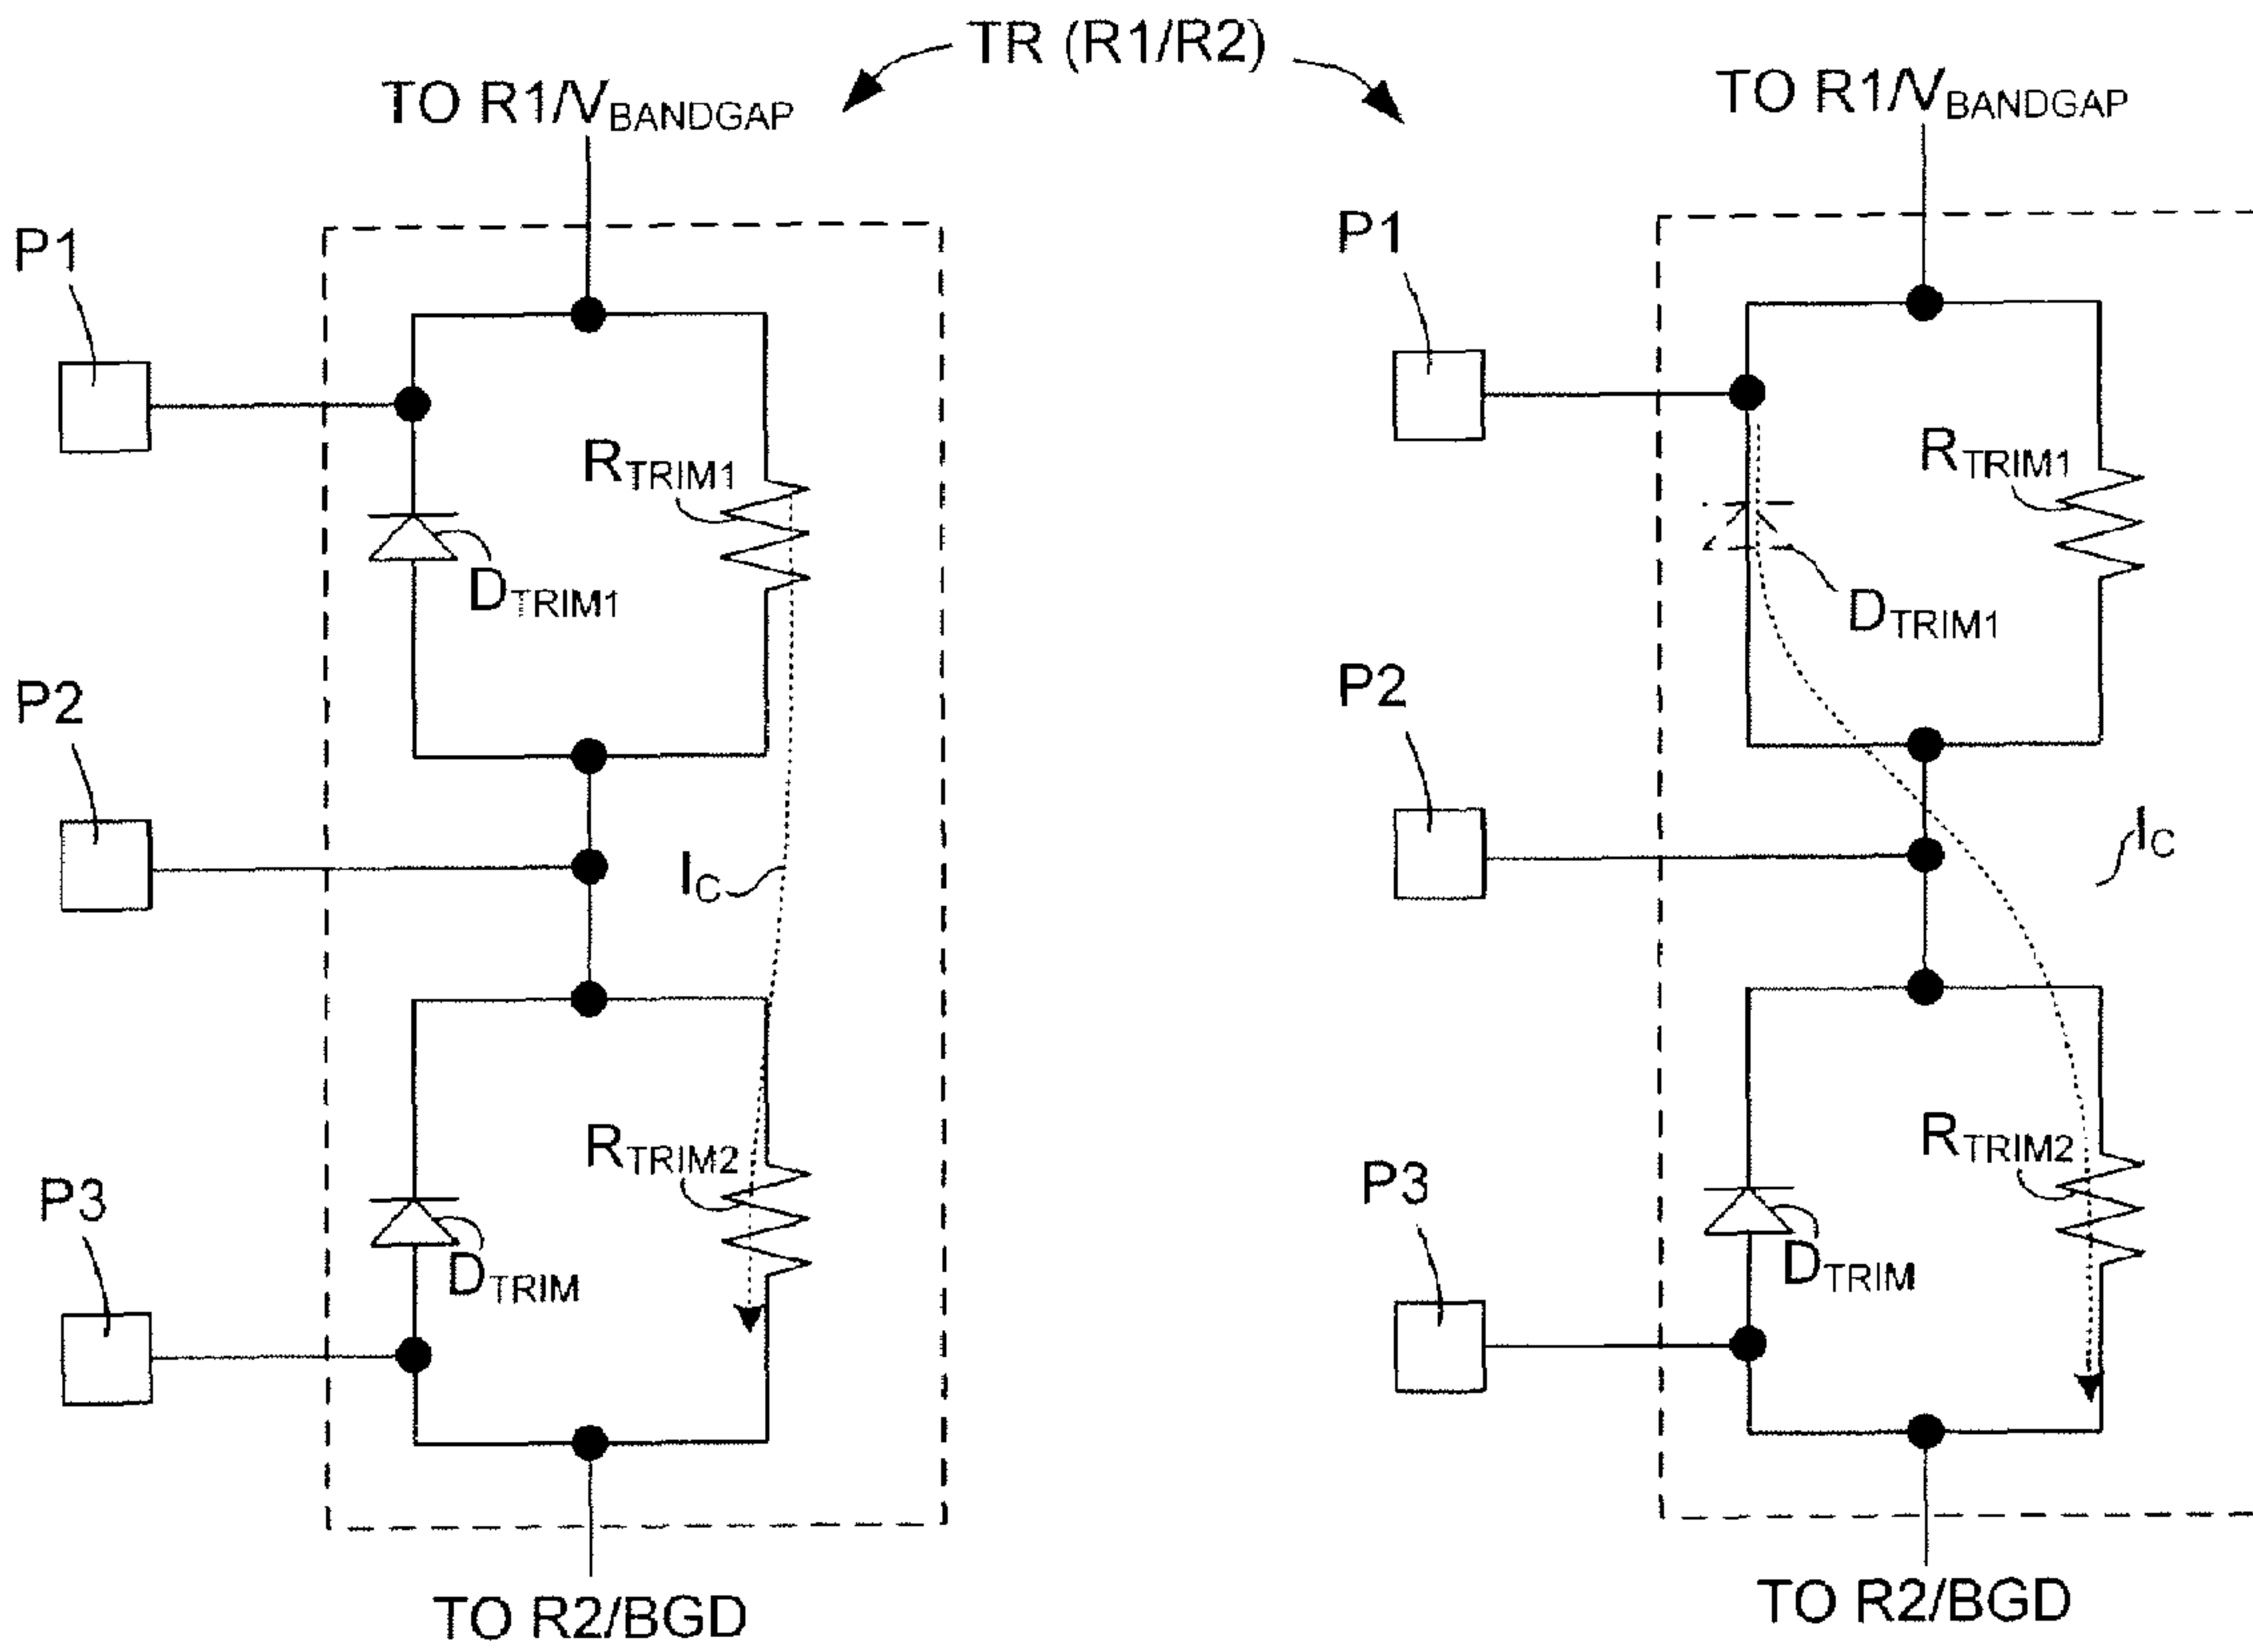 TR (R1/R2)
TO R1/VBANDGAP
P1
RTRIM1
DTRIM1
P2
IC
RTRIM2
P3
DTRIM
TO R2/BGD
TO R1/VBANDGAP
P1
RTRIM1
DTRIM1
P2
IC
RTRIM2
P3
DTRIM
TO R2/BGD